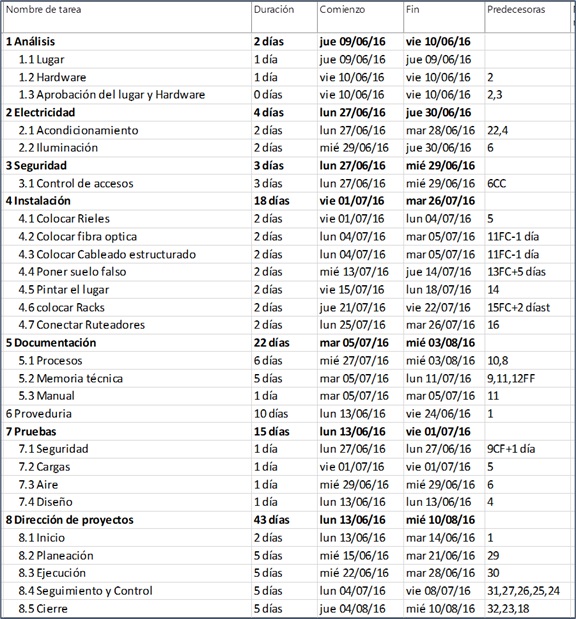 Nombre de tarea Duración Comienzo Fin Predecesoras
1 Análisis 2 días jue 09/06/16 vie 10/06/16
1.1 Lugar 1 día jue 09/06/16 jue 09/06/16
1.2 Hardware 1 día vie 10/06/16 vie 10/06/16 2
1.3 Aprobación del lugar y Hardware 0 días vie 10/06/16 vie 10/06/16 2,3
2 Electricidad 4 días lun 27/06/16 jue 30/06/16
2.1 Acondicionamiento 2 días lun 27/06/16 mar 28/06/16 22,4
2.2 Iluminación 2 días mié 29/06/16 jue 30/06/16 6
3 Seguridad 3 días lun 27/06/16 mié 29/06/16
3.1 Control de accesos 3 días lun 27/06/16 mié 29/06/16 6CC
4 Instalación 18 días vie 01/07/16 mar 26/07/16
4.1 Colocar Rieles 2 días vie 01/07/16 lun 04/07/16 5
4.2 Colocar fibra optica 2 días lun 04/07/16 mar 05/07/16 11FC-1 día
4.3 Colocar Cableado estructurado 2 días lun 04/07/16 mar 05/07/16 11FC-1 día
4.4 Poner suelo falso 2 días mié 13/07/16 jue 14/07/16 13FC+5 días
4.5 Pintar el lugar 2 días vie 15/07/16 lun 18/07/16 14
4.6 colocar Racks 2 días jue 21/07/16 vie 22/07/16 15FC+2 díast
4.7 Conectar Ruteadores 2 días lun 25/07/16 mar 26/07/16 16
5 Documentación 22 días mar 05/07/16 mié 03/08/16
5.1 Procesos 6 días mié 27/07/16 mié 03/08/16 10,8
5.2 Memoria técnica 5 días mar 05/07/16 lun 11/07/16 9,11,12FF
5.3 Manual 1 día mar 05/07/16 mar 05/07/16 11
6 Proveduria 10 días lun 13/06/16 vie 24/06/16 1
7 Pruebas 15 días lun 13/06/16 vie 01/07/16
7.1 Seguridad 1 día lun 27/06/16 lun 27/06/16 9CF+1 día
7.2 Cargas 1 día vie 01/07/16 vie 01/07/16 5
7.3 Aire 1 día mié 29/06/16 mié 29/06/16 6
7.4 Diseño 1 día lun 13/06/16 lun 13/06/16 4
8 Dirección de proyectos 43 días lun 13/06/16 mié 10/08/16
8.1 Inicio 2 días lun 13/06/16 mar 14/06/16 1
8.2 Planeación 5 días mié 15/06/16 mar 21/06/16 29
8.3 Ejecución 5 días mié 22/06/16 mar 28/06/16 30
8.4 Seguimiento y Control 5 días lun 04/07/16 vie 08/07/16 31,27,26,25,24
8.5 Cierre 5 días jue 04/08/16 mié 10/08/16 32,23,18